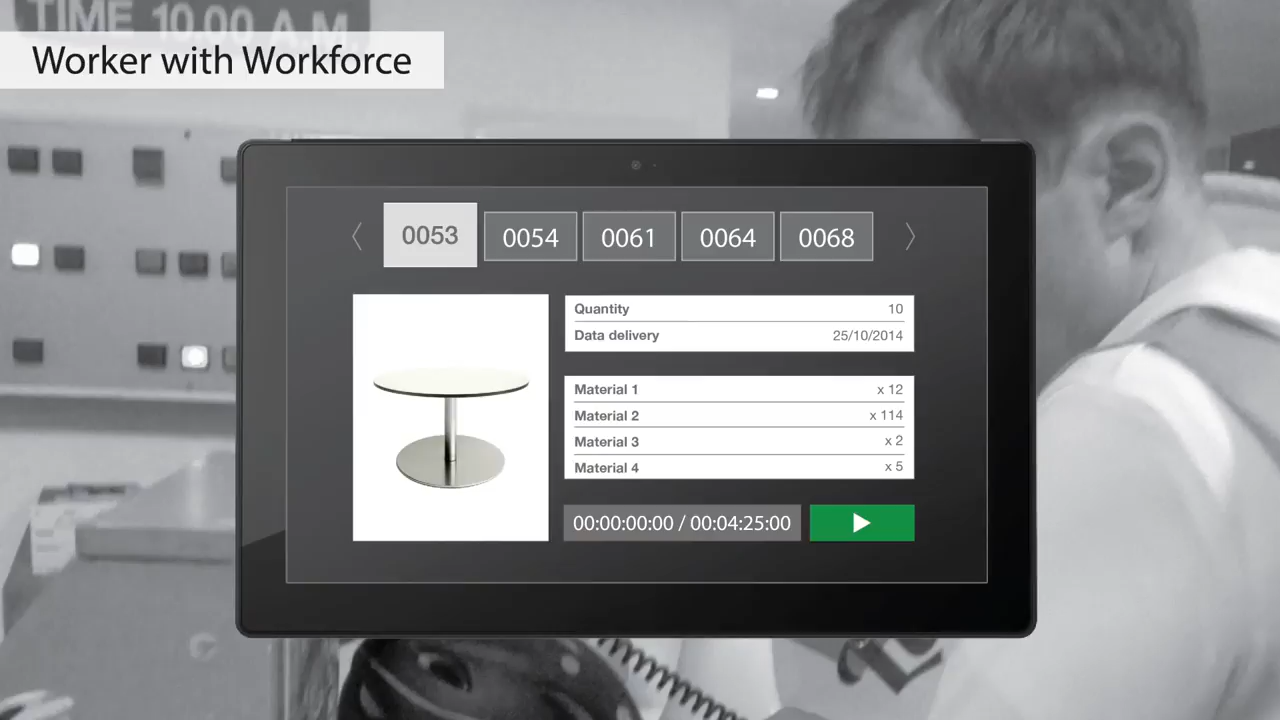 TIME 10.00 A.M.
Worker with Workforce
0053 0054 0061 0064 0068
Quantity 10
Data delivery 25/10/2014
Material 1 x 12
Material 2 x 114
Material 3 x 2
Material 4 x 5
00:00:00:00 / 00:04:25:00